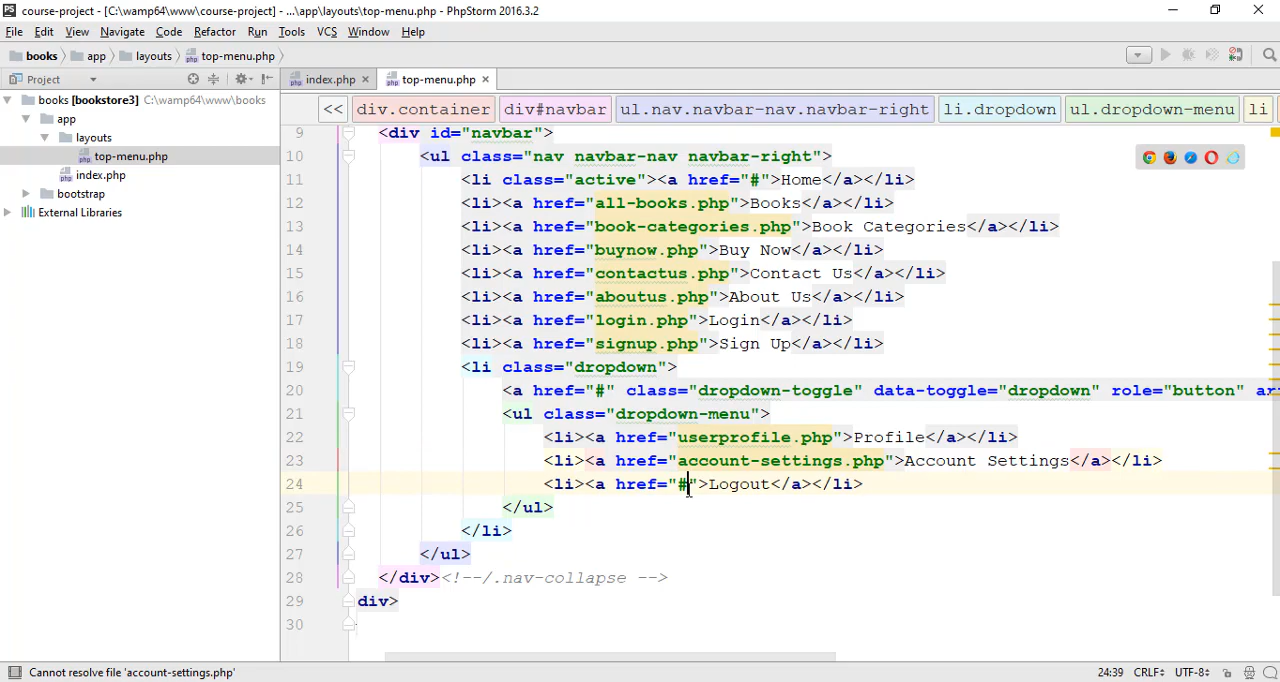 course-project - [C:\wamp64\www\course-project] - ...\app\layouts\top-menu.php - PhpStorm 2016.3.2
File Edit View Navigate Code Refactor Run Tools VCS Window Help
books app layouts top-menu.php
Project index.php top-menu.php
books [bookstore3] C:\wamp64\www\books
app
layouts
top-menu.php
index.php
bootstrap
External Libraries
<< div.container div#navbar ul.nav.navbar-nav.navbar-right li.dropdown ul.dropdown-menu li
9 <div id="navbar">
10 <ul class="nav navbar-nav navbar-right">
11 <li class="active"><a href="#">Home</a></li>
12 <li><a href="all-books.php">Books</a></li>
13 <li><a href="book-categories.php">Book Categories</a></li>
14 <li><a href="buynow.php">Buy Now</a></li>
15 <li><a href="contactus.php">Contact Us</a></li>
16 <li><a href="aboutus.php">About Us</a></li>
17 <li><a href="login.php">Login</a></li>
18 <li><a href="signup.php">Sign Up</a></li>
19 <li class="dropdown">
20 <a href="#" class="dropdown-toggle" data-toggle="dropdown" role="button" ar
21 <ul class="dropdown-menu">
22 <li><a href="userprofile.php">Profile</a></li>
23 <li><a href="account-settings.php">Account Settings</a></li>
24 <li><a href="#">Logout</a></li>
25 </ul>
26 </li>
27 </ul>
28 </div><!--/.nav-collapse -->
29 div>
30
Cannot resolve file 'account-settings.php' 24:39 CRLF UTF-8